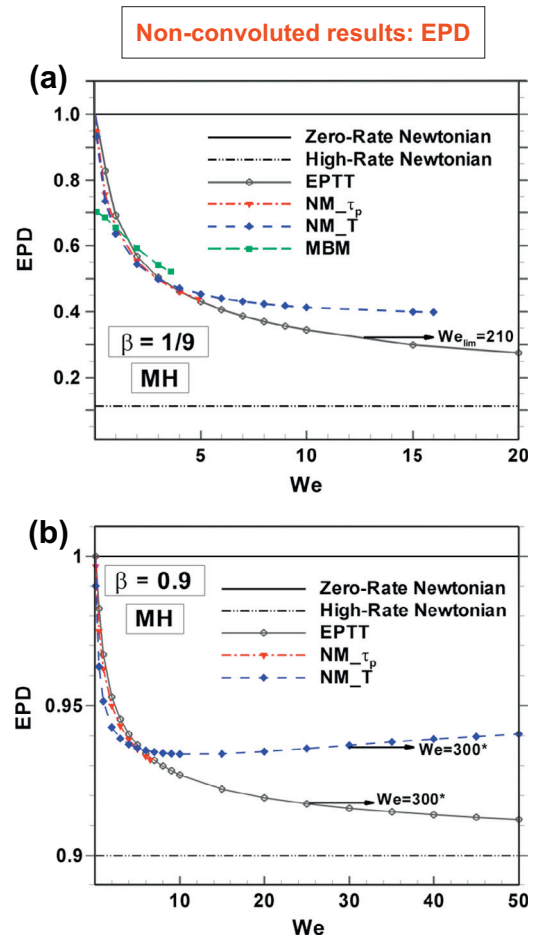 Non-convoluted results: EPD
(a)
1.0
0.8
0.6
0.4
0.2
EPD
Zero-Rate Newtonian
High-Rate Newtonian
EPTT
NM_τp
NM_T
MBM
We_lim=210
β = 1/9
MH
5
10
15
20
We
(b)
1
0.95
0.9
EPD
β = 0.9
MH
Zero-Rate Newtonian
High-Rate Newtonian
EPTT
NM_τp
NM_T
We=300*
We=300*
10
20
30
40
50
We